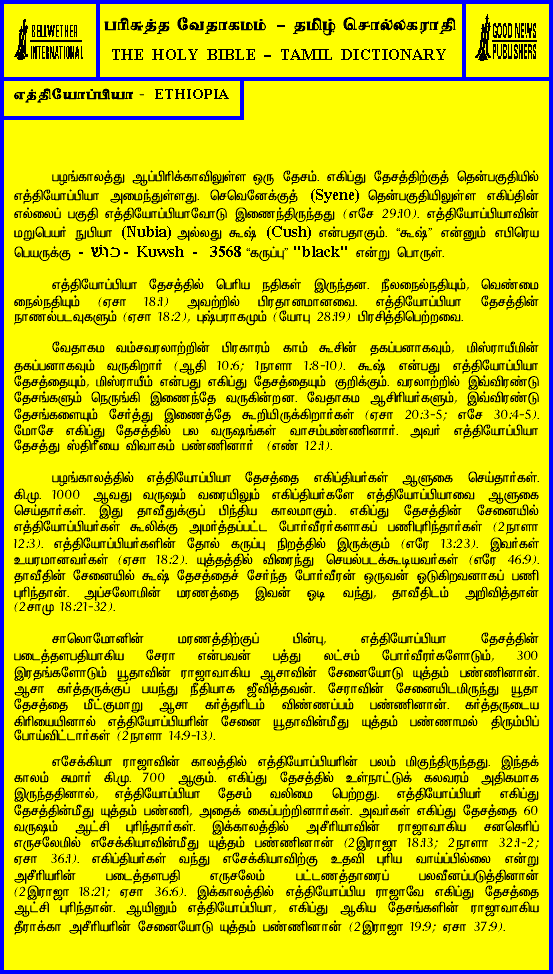 BELLWETHER
INTERNATIONAL
பரிசுத்த வேதாகமம் – தமிழ் சொல்லகராதி
THE HOLY BIBLE – TAMIL DICTIONARY
GOOD NEWS
PUBLISHERS
எத்தியோப்பியா - ETHIOPIA
பழங்காலத்து ஆப்பிரிக்காவிலுள்ள ஒரு தேசம். எகிப்து தேசத்திற்குத் தென்பகுதியில்
எத்தியோப்பியா அமைந்துள்ளது. செவெனேக்குத் (Syene) தென்பகுதியிலுள்ள எகிப்தின்
எல்லைப் பகுதி எத்தியோப்பியாவோடு இணைந்திருந்தது (எசே 29:10). எத்தியோப்பியாவின்
மறுபெயர் நுபியா (Nubia) அல்லது கூஷ் (Cush) என்பதாகும். “கூஷ்” என்னும் எபிரெய
பெயருக்கு - כּוּשׁ - Kuwsh - 3568 “கருப்பு” "black" என்று பொருள்.
எத்தியோப்பியா தேசத்தில் பெரிய நதிகள் இருந்தன. நீலநைல்நதியும், வெண்மை
நைல்நதியும் (ஏசா 18:1) அவற்றில் பிரதானமானவை. எத்தியோப்பியா தேசத்தின்
நாணல்படவுகளும் (ஏசா 18:2), புஷ்பராகமும் (யோபு 28:19) பிரசித்திபெற்றவை.
வேதாகம வம்சவரலாற்றின் பிரகாரம் காம் கூசின் தகப்பனாகவும், மிஸ்ராயீமின்
தகப்பனாகவும் வருகிறார் (ஆதி 10:6; 1நாளா 1:8-10). கூஷ் என்பது எத்தியோப்பியா
தேசத்தையும், மிஸ்ராயீம் என்பது எகிப்து தேசத்தையும் குறிக்கும். வரலாற்றில் இவ்விரண்டு
தேசங்களும் நெருங்கி இணைந்தே வருகின்றன. வேதாகம ஆசிரியர்களும், இவ்விரண்டு
தேசங்களையும் சேர்த்து இணைத்தே கூறியிருக்கிறார்கள் (ஏசா 20:3-5; எசே 30:4-5).
மோசே எகிப்து தேசத்தில் பல வருஷங்கள் வாசம்பண்ணினார். அவர் எத்தியோப்பியா
தேசத்து ஸ்திரீயை விவாகம் பண்ணினார் (எண் 12:1).
பழங்காலத்தில் எத்தியோப்பியா தேசத்தை எகிப்தியர்கள் ஆளுகை செய்தார்கள்.
கி.மு. 1000 ஆவது வருஷம் வரையிலும் எகிப்தியர்களே எத்தியோப்பியாவை ஆளுகை
செய்தார்கள். இது தாவீதுக்குப் பிந்திய காலமாகும். எகிப்து தேசத்தின் சேனையில்
எத்தியோப்பியர்கள் கூலிக்கு அமர்த்தப்பட்ட போர்வீரர்களாகப் பணிபுரிந்தார்கள் (2நாளா
12:3). எத்தியோப்பியர்களின் தோல் கருப்பு நிறத்தில் இருக்கும் (எரே 13:23). இவர்கள்
உயரமானவர்கள் (ஏசா 18:2). யுத்தத்தில் விரைந்து செயல்படக்கூடியவர்கள் (எரே 46:9).
தாவீதின் சேனையில் கூஷ் தேசத்தைச் சேர்ந்த போர்வீரன் ஒருவன் ஓடுகிறவனாகப் பணி
புரிந்தான். அப்சலோமின் மரணத்தை இவன் ஓடி வந்து, தாவீதிடம் அறிவித்தான்
(2சாமு 18:21-32).
சாலொமோனின் மரணத்திற்குப் பின்பு, எத்தியோப்பியா தேசத்தின்
படைத்தளபதியாகிய சேரா என்பவன் பத்து லட்சம் போர்வீரர்களோடும், 300
இரதங்களோடும் யூதாவின் ராஜாவாகிய ஆசாவின் சேனையோடு யுத்தம் பண்ணினான்.
ஆசா கர்த்தருக்குப் பயந்து நீதியாக ஜீவித்தவன். சேராவின் சேனையிடமிருந்து யூதா
தேசத்தை மீட்குமாறு ஆசா கர்த்தரிடம் விண்ணப்பம் பண்ணினான். கர்த்தருடைய
கிரியையினால் எத்தியோப்பியரின் சேனை யூதாவின்மீது யுத்தம் பண்ணாமல் திரும்பிப்
போய்விட்டார்கள் (2நாளா 14:9-13).
எசேக்கியா ராஜாவின் காலத்தில் எத்தியோப்பியரின் பலம் மிகுந்திருந்தது. இந்தக்
காலம் சுமார் கி.மு. 700 ஆகும். எகிப்து தேசத்தில் உள்நாட்டுக் கலவரம் அதிகமாக
இருந்ததினால், எத்தியோப்பியா தேசம் வலிமை பெற்றது. எத்தியோப்பியர் எகிப்து
தேசத்தின்மீது யுத்தம் பண்ணி, அதைக் கைப்பற்றினார்கள். அவர்கள் எகிப்து தேசத்தை 60
வருஷம் ஆட்சி புரிந்தார்கள். இக்காலத்தில் அசீரியாவின் ராஜாவாகிய சனகெரிப்
எருசலேமில் எசேக்கியாவின்மீது யுத்தம் பண்ணினான் (2இராஜா 18:13; 2நாளா 32:1-2;
ஏசா 36:1). எகிப்தியர்கள் வந்து எசேக்கியாவிற்கு உதவி புரிய வாய்ப்பில்லை என்று
அசீரியரின் படைத்தளபதி எருசலேம் பட்டணத்தாரைப் பலவீனப்படுத்தினான்
(2இராஜா 18:21; ஏசா 36:6). இக்காலத்தில் எத்தியோப்பிய ராஜாவே எகிப்து தேசத்தை
ஆட்சி புரிந்தான். ஆயினும் எத்தியோப்பியா, எகிப்து ஆகிய தேசங்களின் ராஜாவாகிய
தீராக்கா அசீரியரின் சேனையோடு யுத்தம் பண்ணினான் (2இராஜா 19:9; ஏசா 37:9).